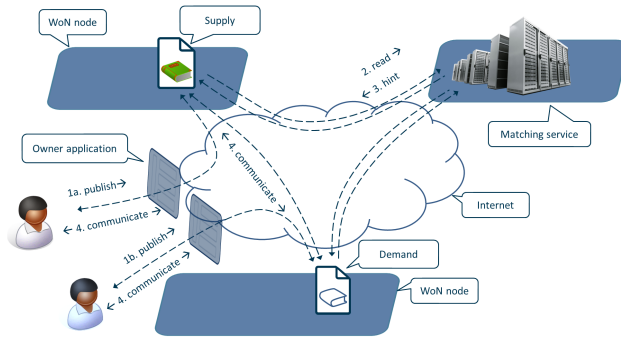 WoN node
Supply
2. read →
← 3. hint
Matching service
Owner application
← 4. communicate →
1a. publish→
← 4. communicate →
Internet
1b. publish→
← 4. communicate →
Demand
WoN node